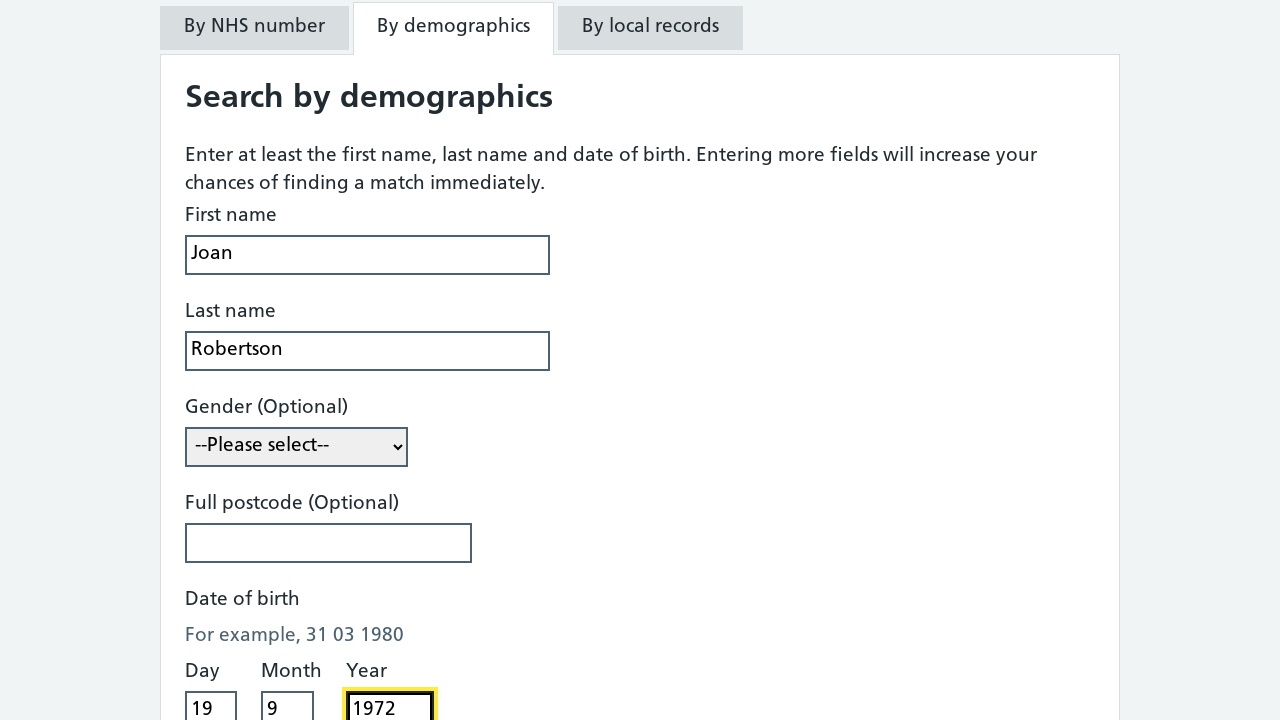 By NHS number
By demographics
By local records
Search by demographics
Enter at least the first name, last name and date of birth. Entering more fields will increase your
chances of finding a match immediately.
First name
Joan
Last name
Robertson
Gender (Optional)
--Please select--
Full postcode (Optional)
Date of birth
For example, 31 03 1980
Day Month Year
19 9 1972